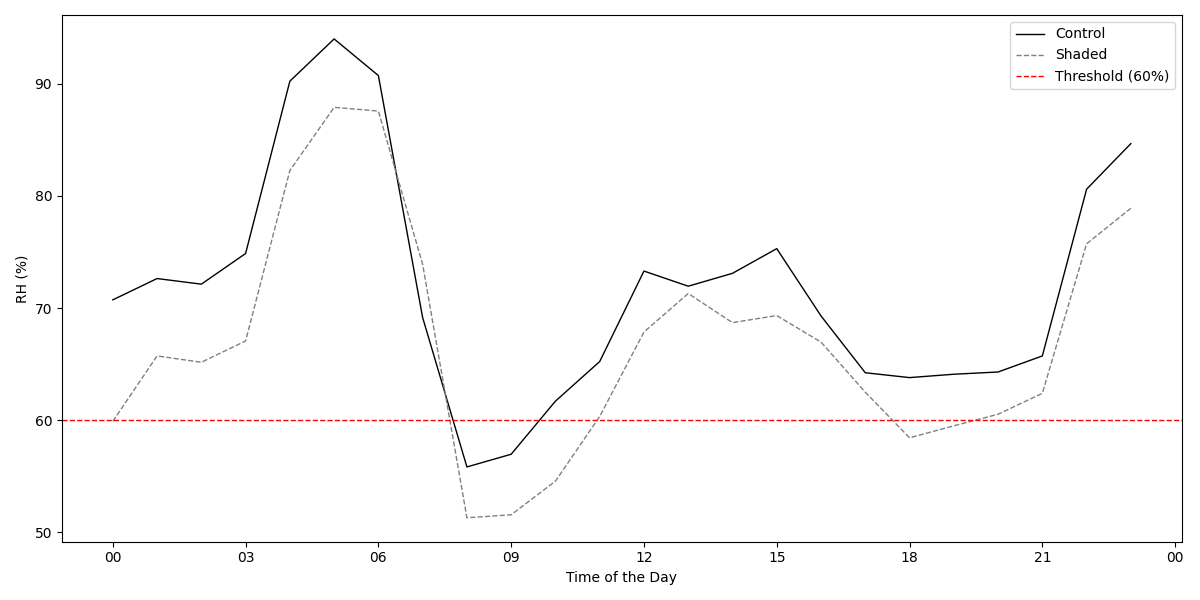 Control
Shaded
Threshold (60%)
RH (%)
90
80
70
60
50
00 03 06 09 12 15 18 21 00
Time of the Day